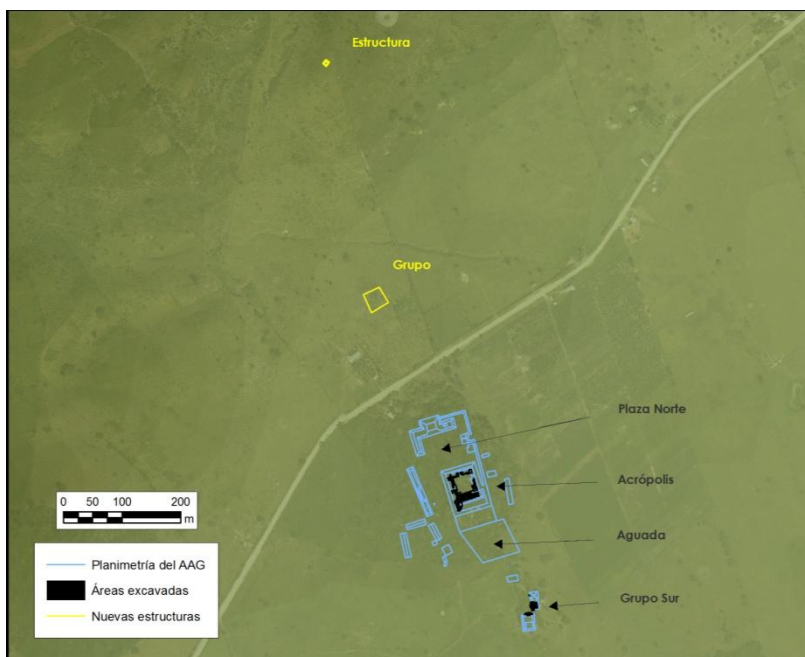 Estructura
Grupo
Plaza Norte
Acrópolis
Aguada
Grupo Sur
0 50 100 200
m
Planimetría del AAG
Áreas excavadas
Nuevas estructuras